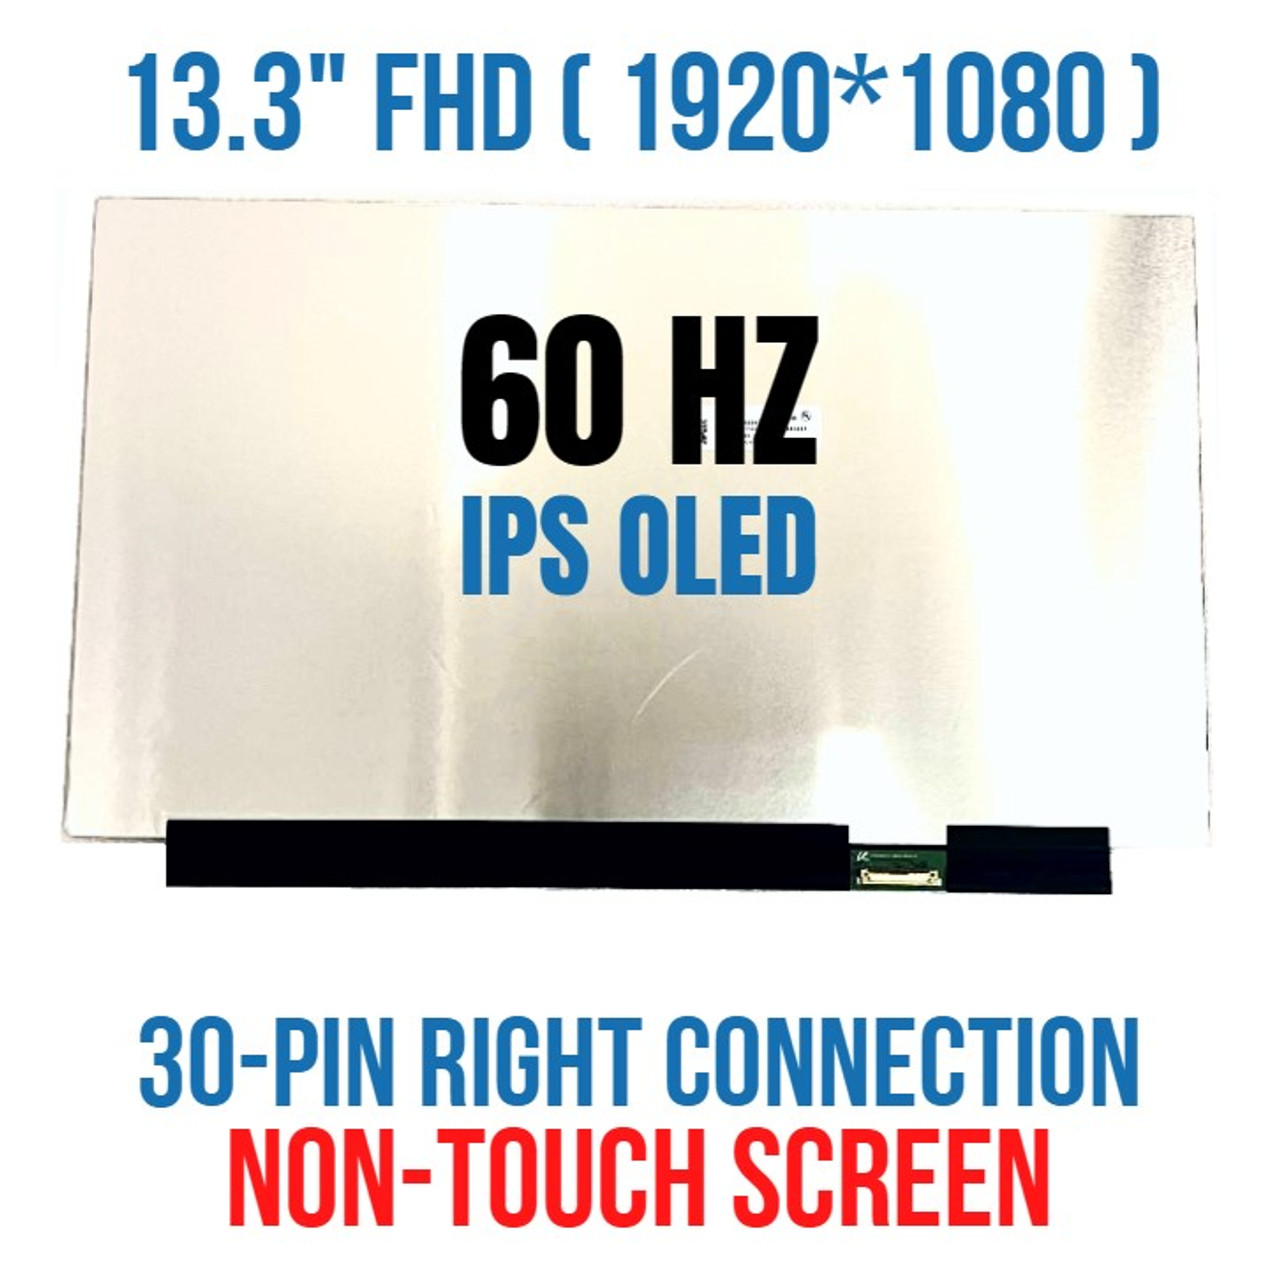 13.3" FHD ( 1920*1080 )
60 HZ
IPS OLED
30-PIN RIGHT CONNECTION
NON-TOUCH SCREEN